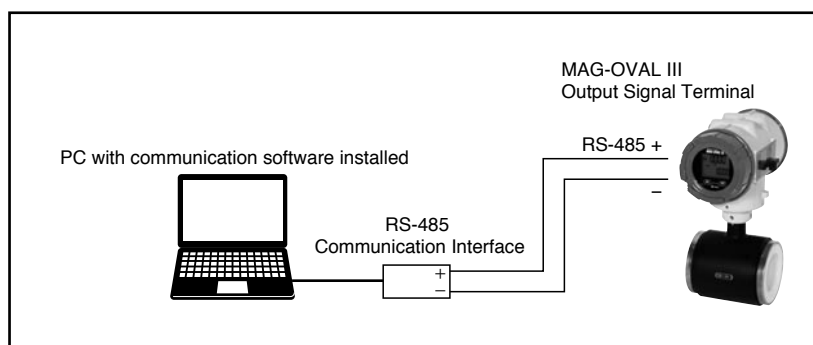 MAG-OVAL III
Output Signal Terminal
RS-485 +
–
PC with communication software installed
RS-485
Communication Interface
+
–